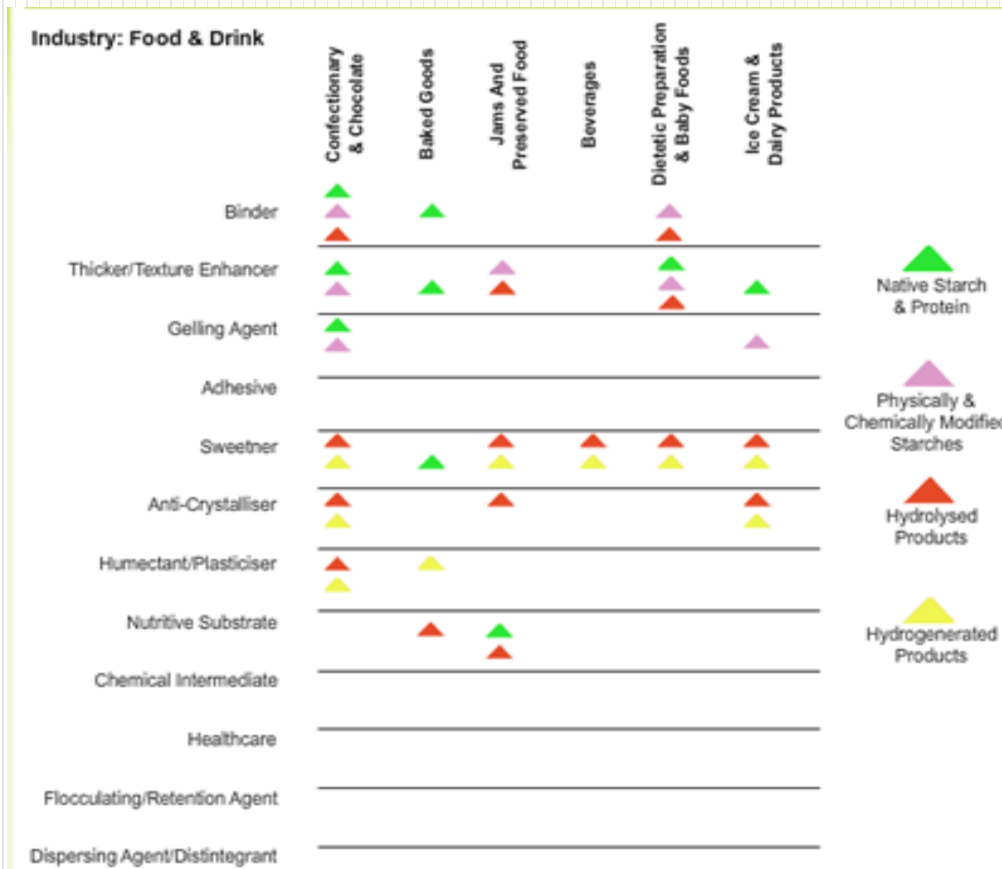 Industry: Food & Drink
Confectionary
& Chocolate
Baked Goods
Jams And
Preserved Food
Beverages
Dietetic Preparation
& Baby Foods
Ice Cream &
Dairy Products
Binder
Thicker/Texture Enhancer
Gelling Agent
Adhesive
Sweetner
Anti-Crystalliser
Humectant/Plasticiser
Nutritive Substrate
Chemical Intermediate
Healthcare
Flocculating/Retention Agent
Dispersing Agent/Distintegrant
Native Starch
& Protein
Physically &
Chemically Modified
Starches
Hydrolysed
Products
Hydrogenerated
Products